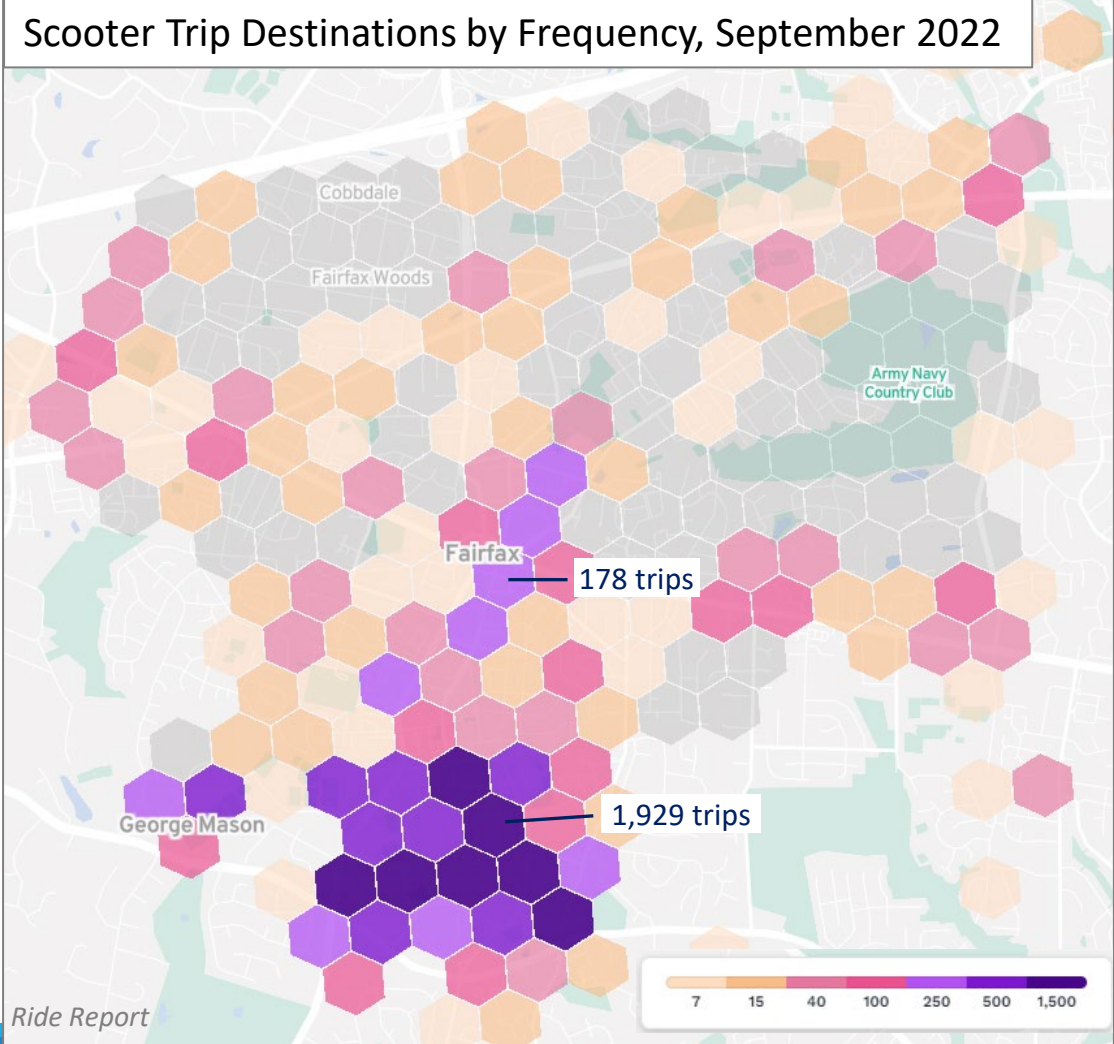 Scooter Trip Destinations by Frequency, September 2022
Cobbdale
Fairfax Woods
Army Navy
Country Club
Fairfax
178 trips
1,929 trips
George Mason
7 15 40 100 250 500 1,500
Ride Report